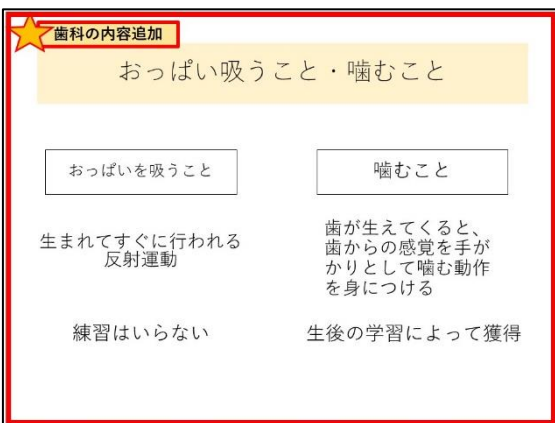 歯科の内容追加
おっぱい吸うこと・噛むこと
おっぱいを吸うこと
噛むこと
生まれてすぐに行われる
反射運動
歯が生えてくると、
歯からの感覚を手が
かりとして噛む動作
を身につける
練習はいらない
生後の学習によって獲得